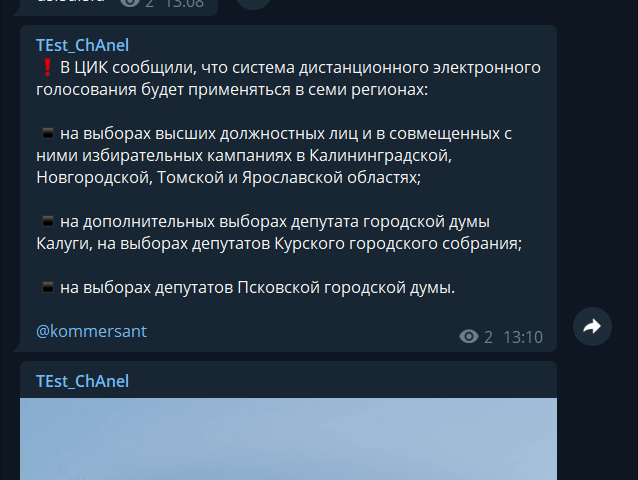 2 13:08
TEst_ChAnel
❗ В ЦИК сообщили, что система дистанционного электронного
голосования будет применяться в семи регионах:
▪ на выборах высших должностных лиц и в совмещенных с
ними избирательных кампаниях в Калининградской,
Новгородской, Томской и Ярославской областях;
▪ на дополнительных выборах депутата городской думы
Калуги, на выборах депутатов Курского городского собрания;
▪ на выборах депутатов Псковской городской думы.
@kommersant
2 13:10
TEst_ChAnel